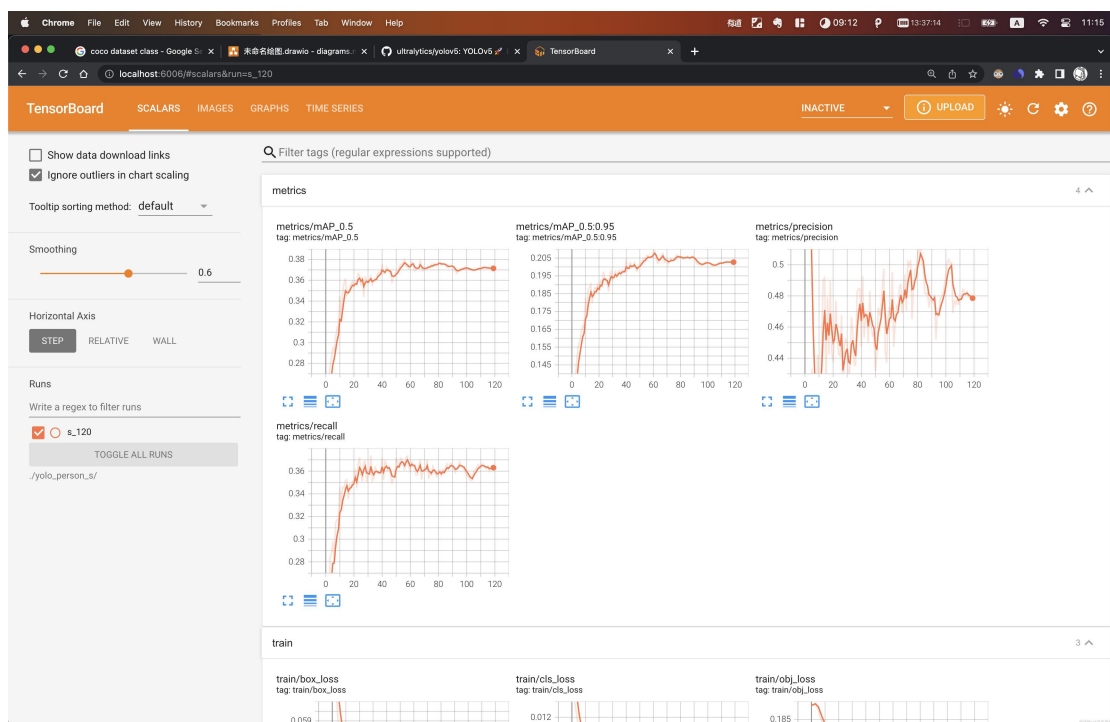 Chrome File Edit View History Bookmarks Profiles Tab Window Help 09:12 13:37:14 A 11:15
coco dataset class - Google Se 未命名绘图.drawio - diagrams.n ultralytics/yolov5: YOLOv5 TensorBoard
localhost:6006/#scalars&run=s_120
TensorBoard SCALARS IMAGES GRAPHS TIME SERIES INACTIVE UPLOAD
Show data download links
Ignore outliers in chart scaling
Tooltip sorting method: default
Smoothing
0.6
Horizontal Axis
STEP RELATIVE WALL
Runs
Write a regex to filter runs
s_120
TOGGLE ALL RUNS
./yolo_person_s/
Filter tags (regular expressions supported)
metrics 4
metrics/mAP_0.5
tag: metrics/mAP_0.5
0.38
0.36
0.34
0.32
0.3
0.28
0 20 40 60 80 100 120
metrics/mAP_0.5:0.95
tag: metrics/mAP_0.5:0.95
0.205
0.195
0.185
0.175
0.165
0.155
0.145
0 20 40 60 80 100 120
metrics/precision
tag: metrics/precision
0.5
0.48
0.46
0.44
0 20 40 60 80 100 120
metrics/recall
tag: metrics/recall
0.36
0.34
0.32
0.3
0.28
0 20 40 60 80 100 120
train 3
train/box_loss
tag: train/box_loss
0.059
train/cls_loss
tag: train/cls_loss
0.012
train/obj_loss
tag: train/obj_loss
0.185